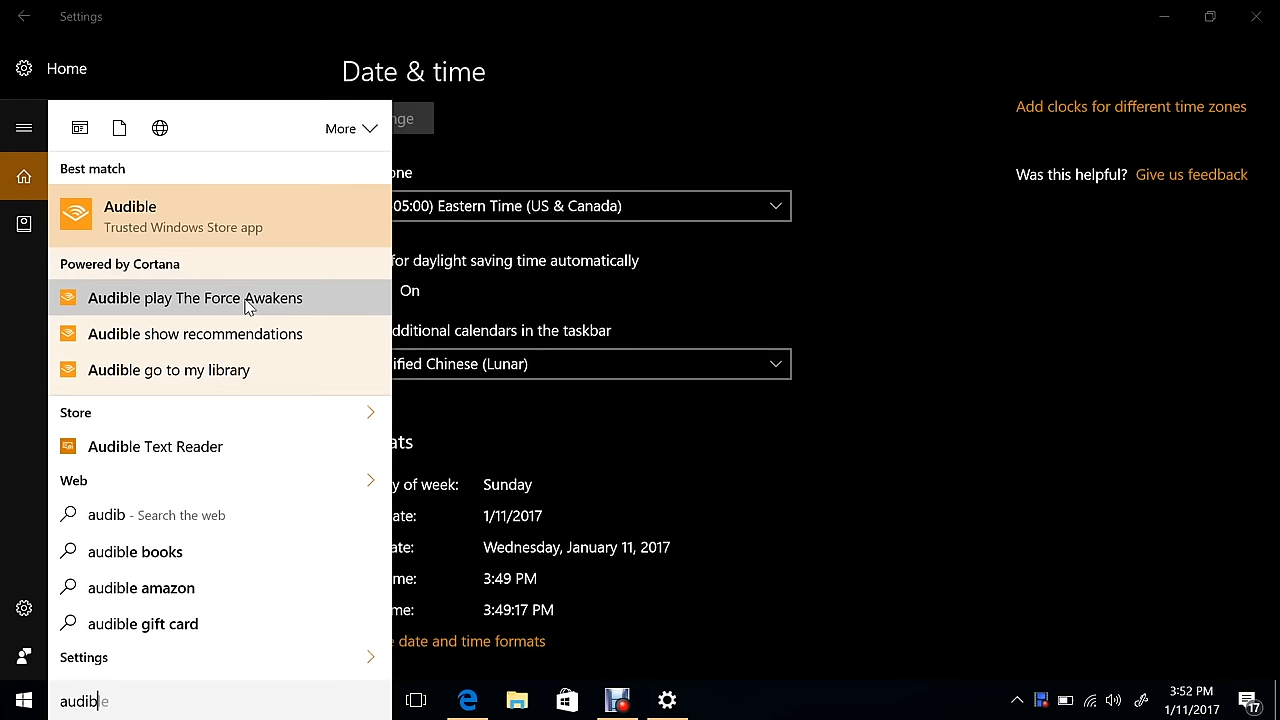 Settings
Home
Date & time
nge
Add clocks for different time zones
Was this helpful? Give us feedback
More
Best match
Audible
Trusted Windows Store app
Powered by Cortana
Audible play The Force Awakens
Audible show recommendations
Audible go to my library
Store
Audible Text Reader
Web
audib - Search the web
audible books
audible amazon
audible gift card
Settings
audible
one
05:00) Eastern Time (US & Canada)
for daylight saving time automatically
On
dditional calendars in the taskbar
ified Chinese (Lunar)
ats
y of week: Sunday
ate: 1/11/2017
ate: Wednesday, January 11, 2017
me: 3:49 PM
me: 3:49:17 PM
e date and time formats
3:52 PM
1/11/2017
17